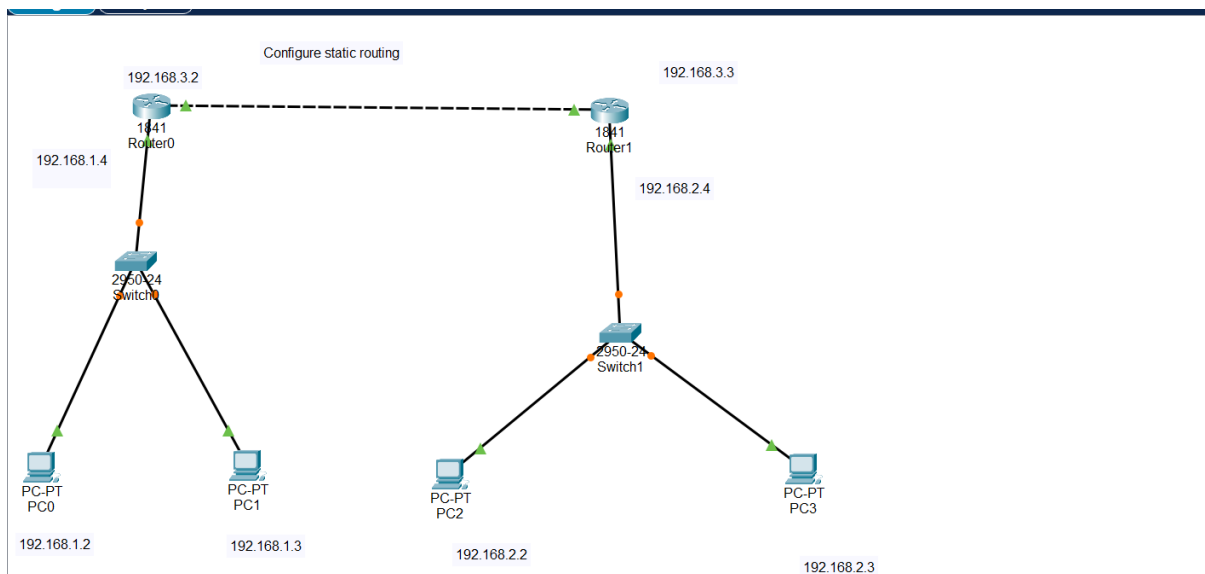 Configure static routing
192.168.3.2
192.168.3.3
1841
Router0
1841
Router1
192.168.1.4
192.168.2.4
2950-24
Switch0
2950-24
Switch1
PC-PT
PC0
PC-PT
PC1
PC-PT
PC2
PC-PT
PC3
192.168.1.2
192.168.1.3
192.168.2.2
192.168.2.3